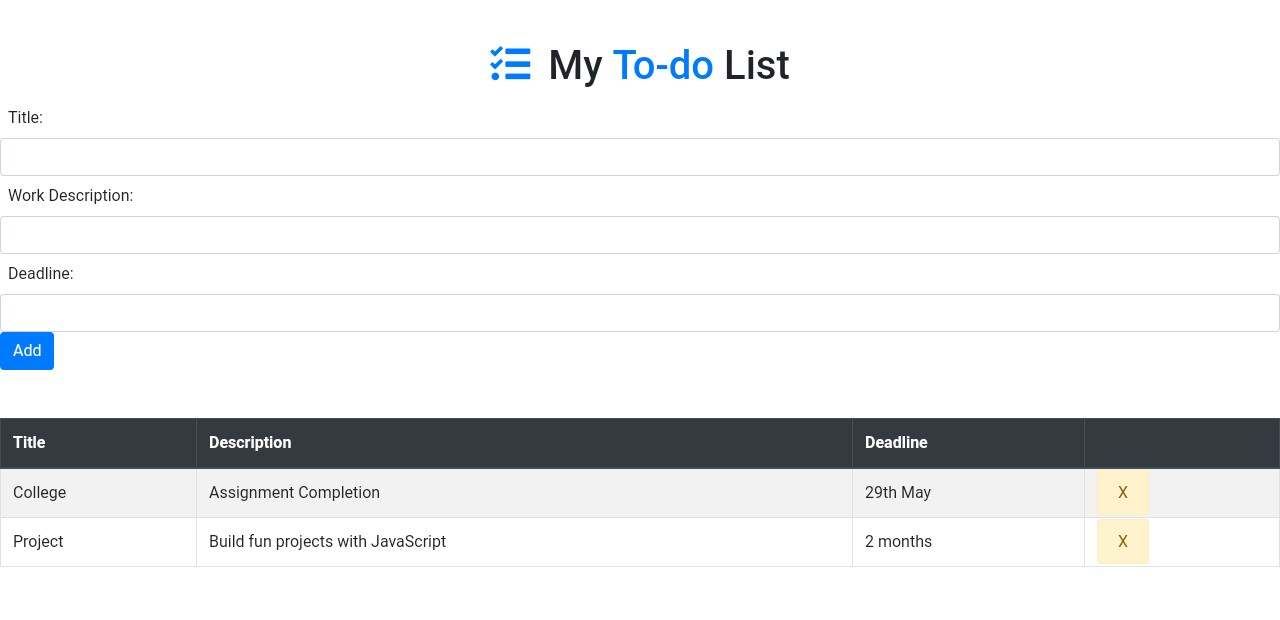 My To-do List
Title:
Work Description:
Deadline:
Add
Title Description Deadline
College Assignment Completion 29th May X
Project Build fun projects with JavaScript 2 months X